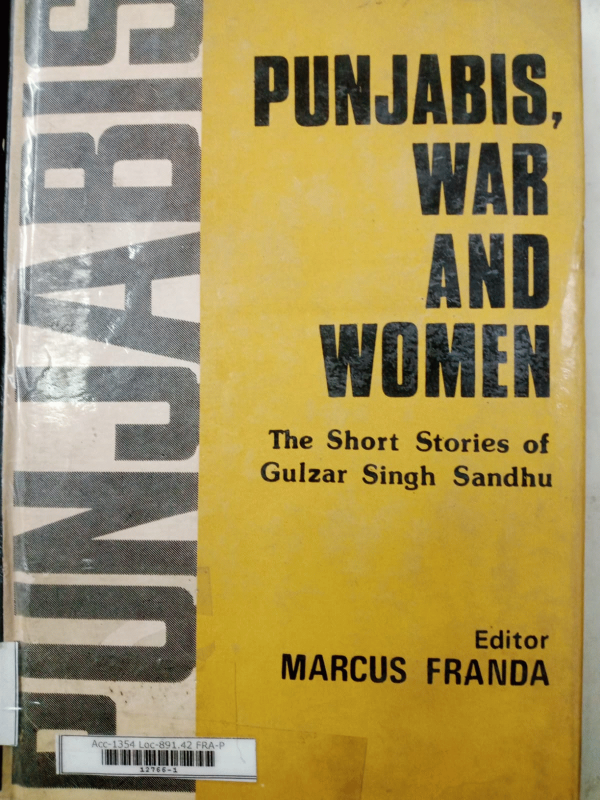 PUNJABIS
PUNJABIS,
WAR
AND
WOMEN
The Short Stories of
Gulzar Singh Sandhu
Editor
MARCUS FRANDA
Acc-1354 Loc-891.42 FRA-P
12766-1